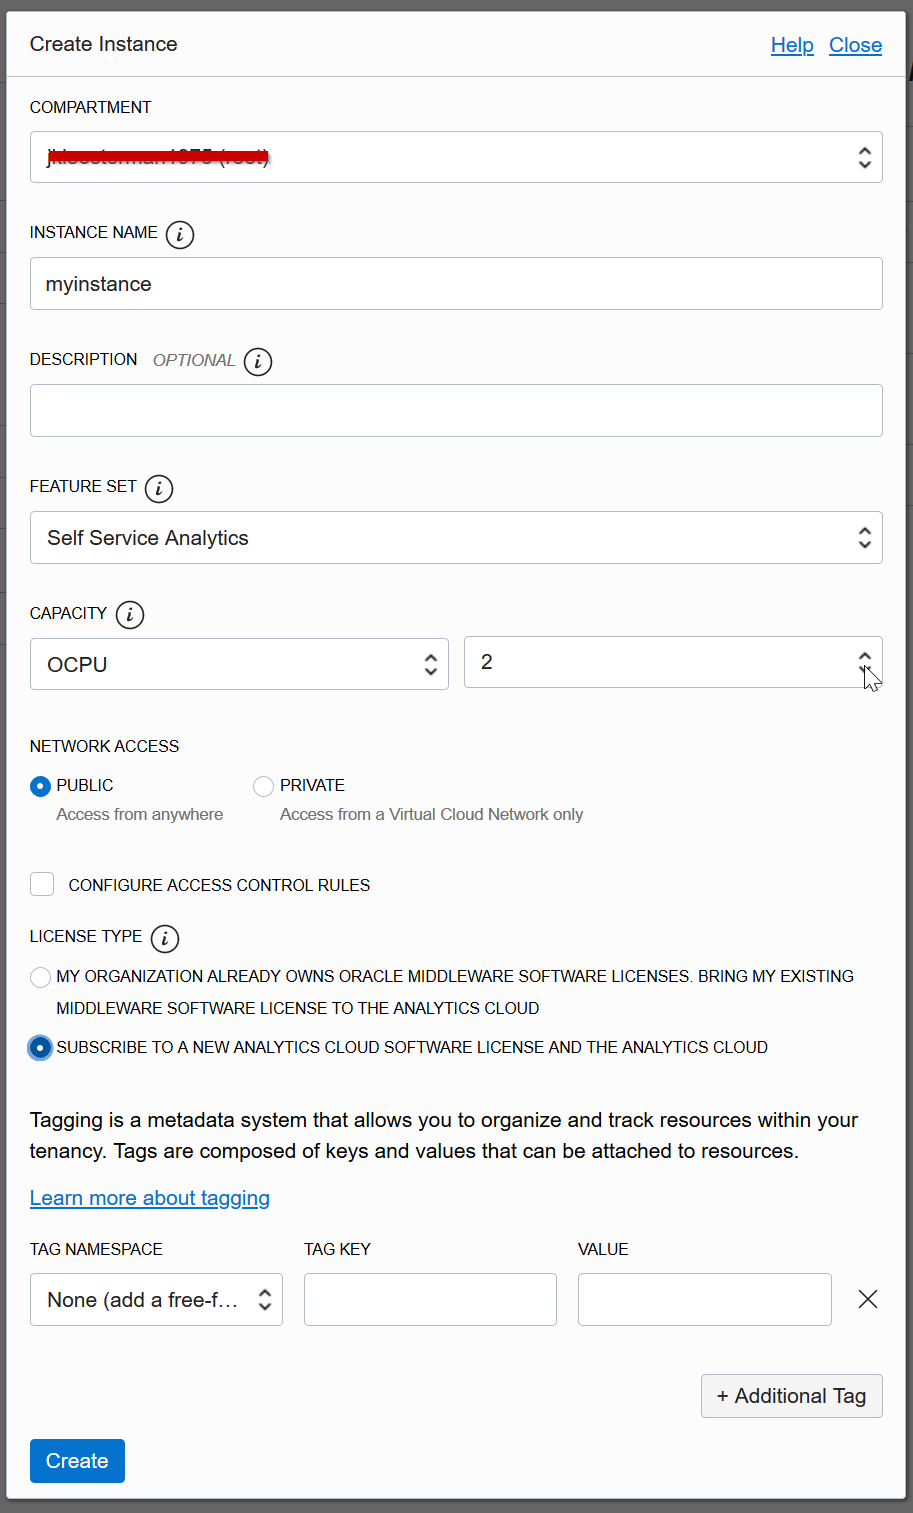 Create Instance
Help Close
COMPARTMENT
(root)
INSTANCE NAME i
myinstance
DESCRIPTION OPTIONAL i
FEATURE SET i
Self Service Analytics
CAPACITY i
OCPU 2
NETWORK ACCESS
PUBLIC PRIVATE
Access from anywhere Access from a Virtual Cloud Network only
CONFIGURE ACCESS CONTROL RULES
LICENSE TYPE i
MY ORGANIZATION ALREADY OWNS ORACLE MIDDLEWARE SOFTWARE LICENSES. BRING MY EXISTING
MIDDLEWARE SOFTWARE LICENSE TO THE ANALYTICS CLOUD
SUBSCRIBE TO A NEW ANALYTICS CLOUD SOFTWARE LICENSE AND THE ANALYTICS CLOUD
Tagging is a metadata system that allows you to organize and track resources within your
tenancy. Tags are composed of keys and values that can be attached to resources.
Learn more about tagging
TAG NAMESPACE TAG KEY VALUE
None (add a free-f...
+ Additional Tag
Create